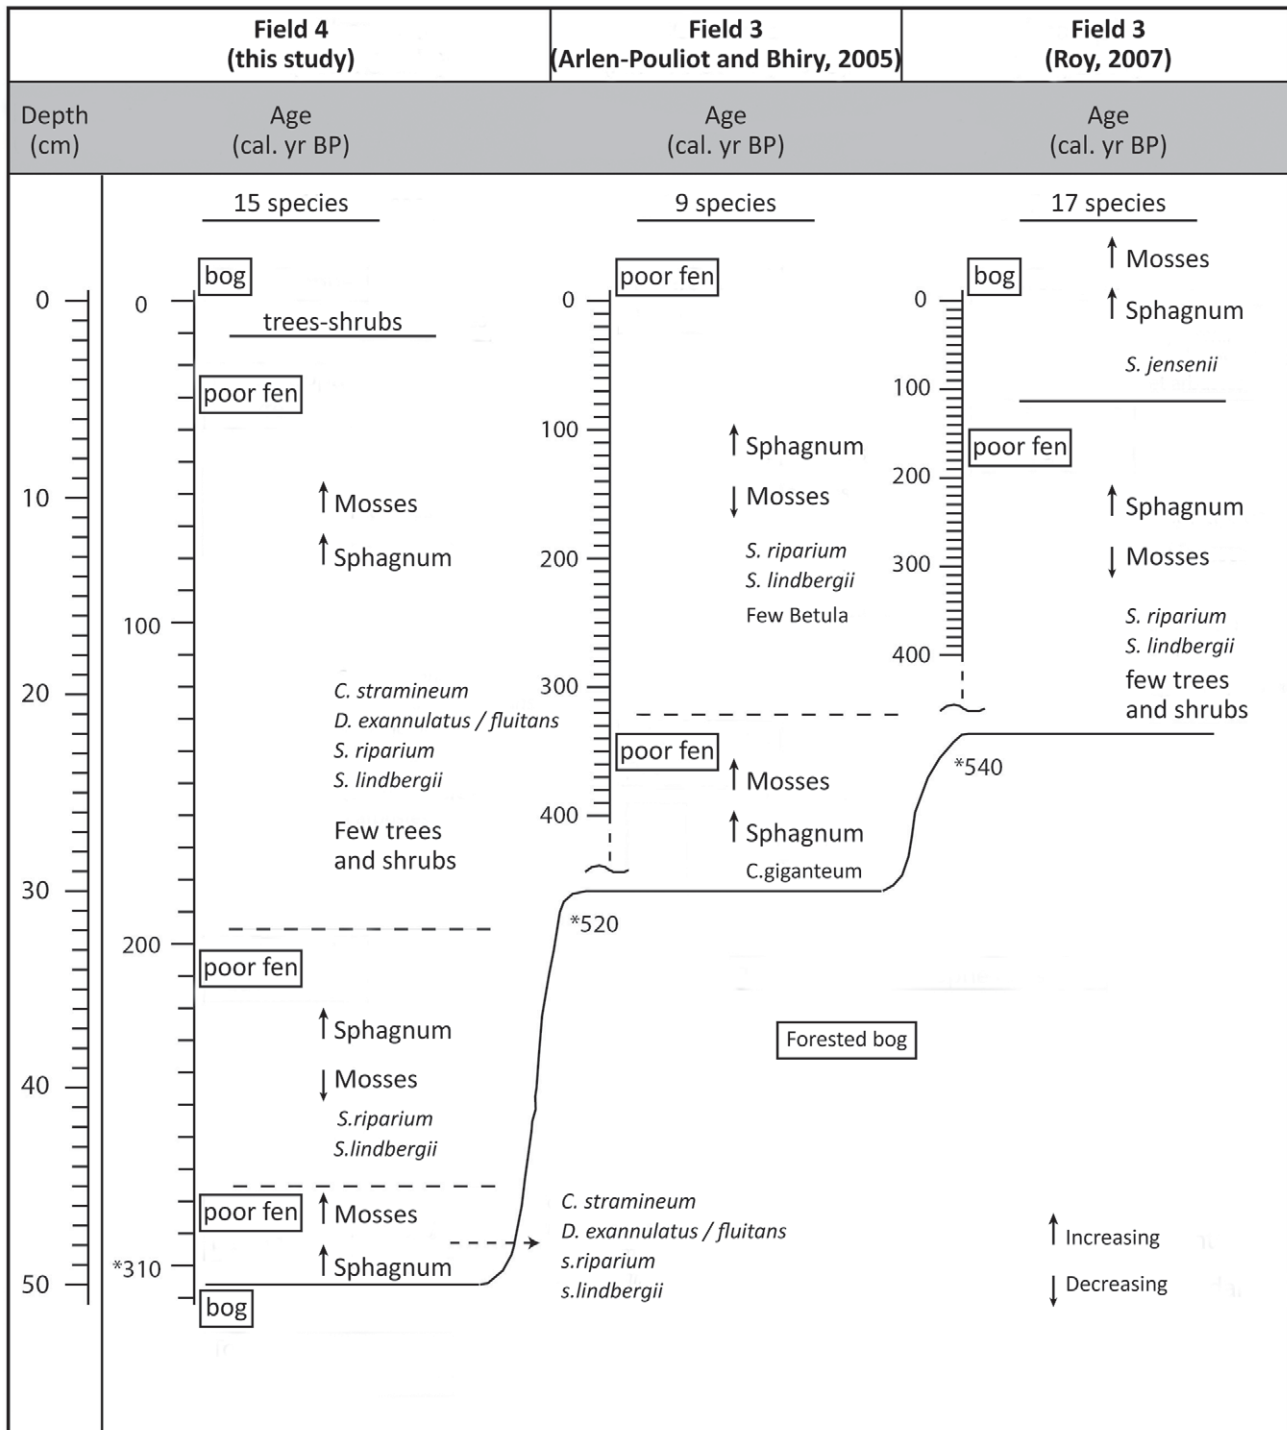 Field 4
(this study)
Field 3
(Arlen-Pouliot and Bhiry, 2005)
Field 3
(Roy, 2007)
Depth
(cm)
Age
(cal. yr BP)
Age
(cal. yr BP)
Age
(cal. yr BP)
0
10
20
30
40
50
15 species
bog
0
trees-shrubs
poor fen
Mosses
Sphagnum
100
C. stramineum
D. exannulatus / fluitans
S. riparium
S. lindbergii
Few trees
and shrubs
200
poor fen
Sphagnum
Mosses
S.riparium
S.lindbergii
poor fen
Mosses
Sphagnum
*310
bog
C. stramineum
D. exannulatus / fluitans
s.riparium
s.lindbergii
9 species
poor fen
0
100
Sphagnum
Mosses
200
S. riparium
S. lindbergii
Few Betula
300
poor fen
Mosses
400
Sphagnum
C.giganteum
*520
17 species
Mosses
bog
0
Sphagnum
S. jensenii
100
poor fen
200
Sphagnum
300
Mosses
S. riparium
S. lindbergii
400
few trees
and shrubs
*540
Forested bog
Increasing
Decreasing